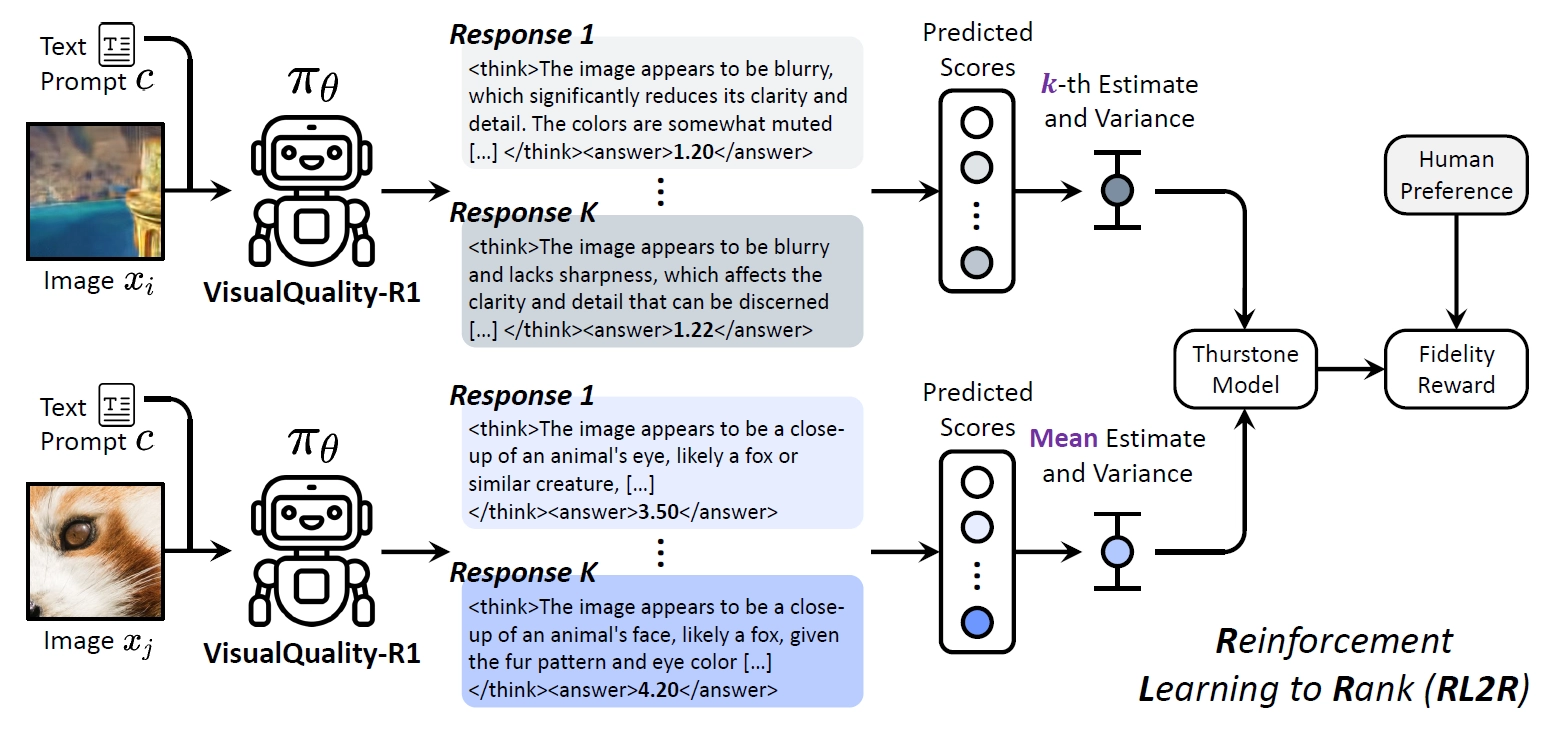 Text
Prompt c
Image xᵢ
π_θ
VisualQuality-R1
Response 1
<think>The image appears to be blurry,
which significantly reduces its clarity and
detail. The colors are somewhat muted
[...] </think><answer>1.20</answer>
⋮
Response K
<think>The image appears to be blurry
and lacks sharpness, which affects the
clarity and detail that can be discerned
[...] </think><answer>1.22</answer>
Predicted
Scores
⋮
k-th Estimate
and Variance
Human
Preference
Thurstone
Model
Fidelity
Reward
Text
Prompt c
Image xⱼ
π_θ
VisualQuality-R1
Response 1
<think>The image appears to be a close-
up of an animal's eye, likely a fox or
similar creature, [...]
</think><answer>3.50</answer>
⋮
Response K
<think>The image appears to be a close-
up of an animal's face, likely a fox, given
the fur pattern and eye color [...]
</think><answer>4.20</answer>
Predicted
Scores
⋮
Mean Estimate
and Variance
Reinforcement
Learning to Rank (RL2R)